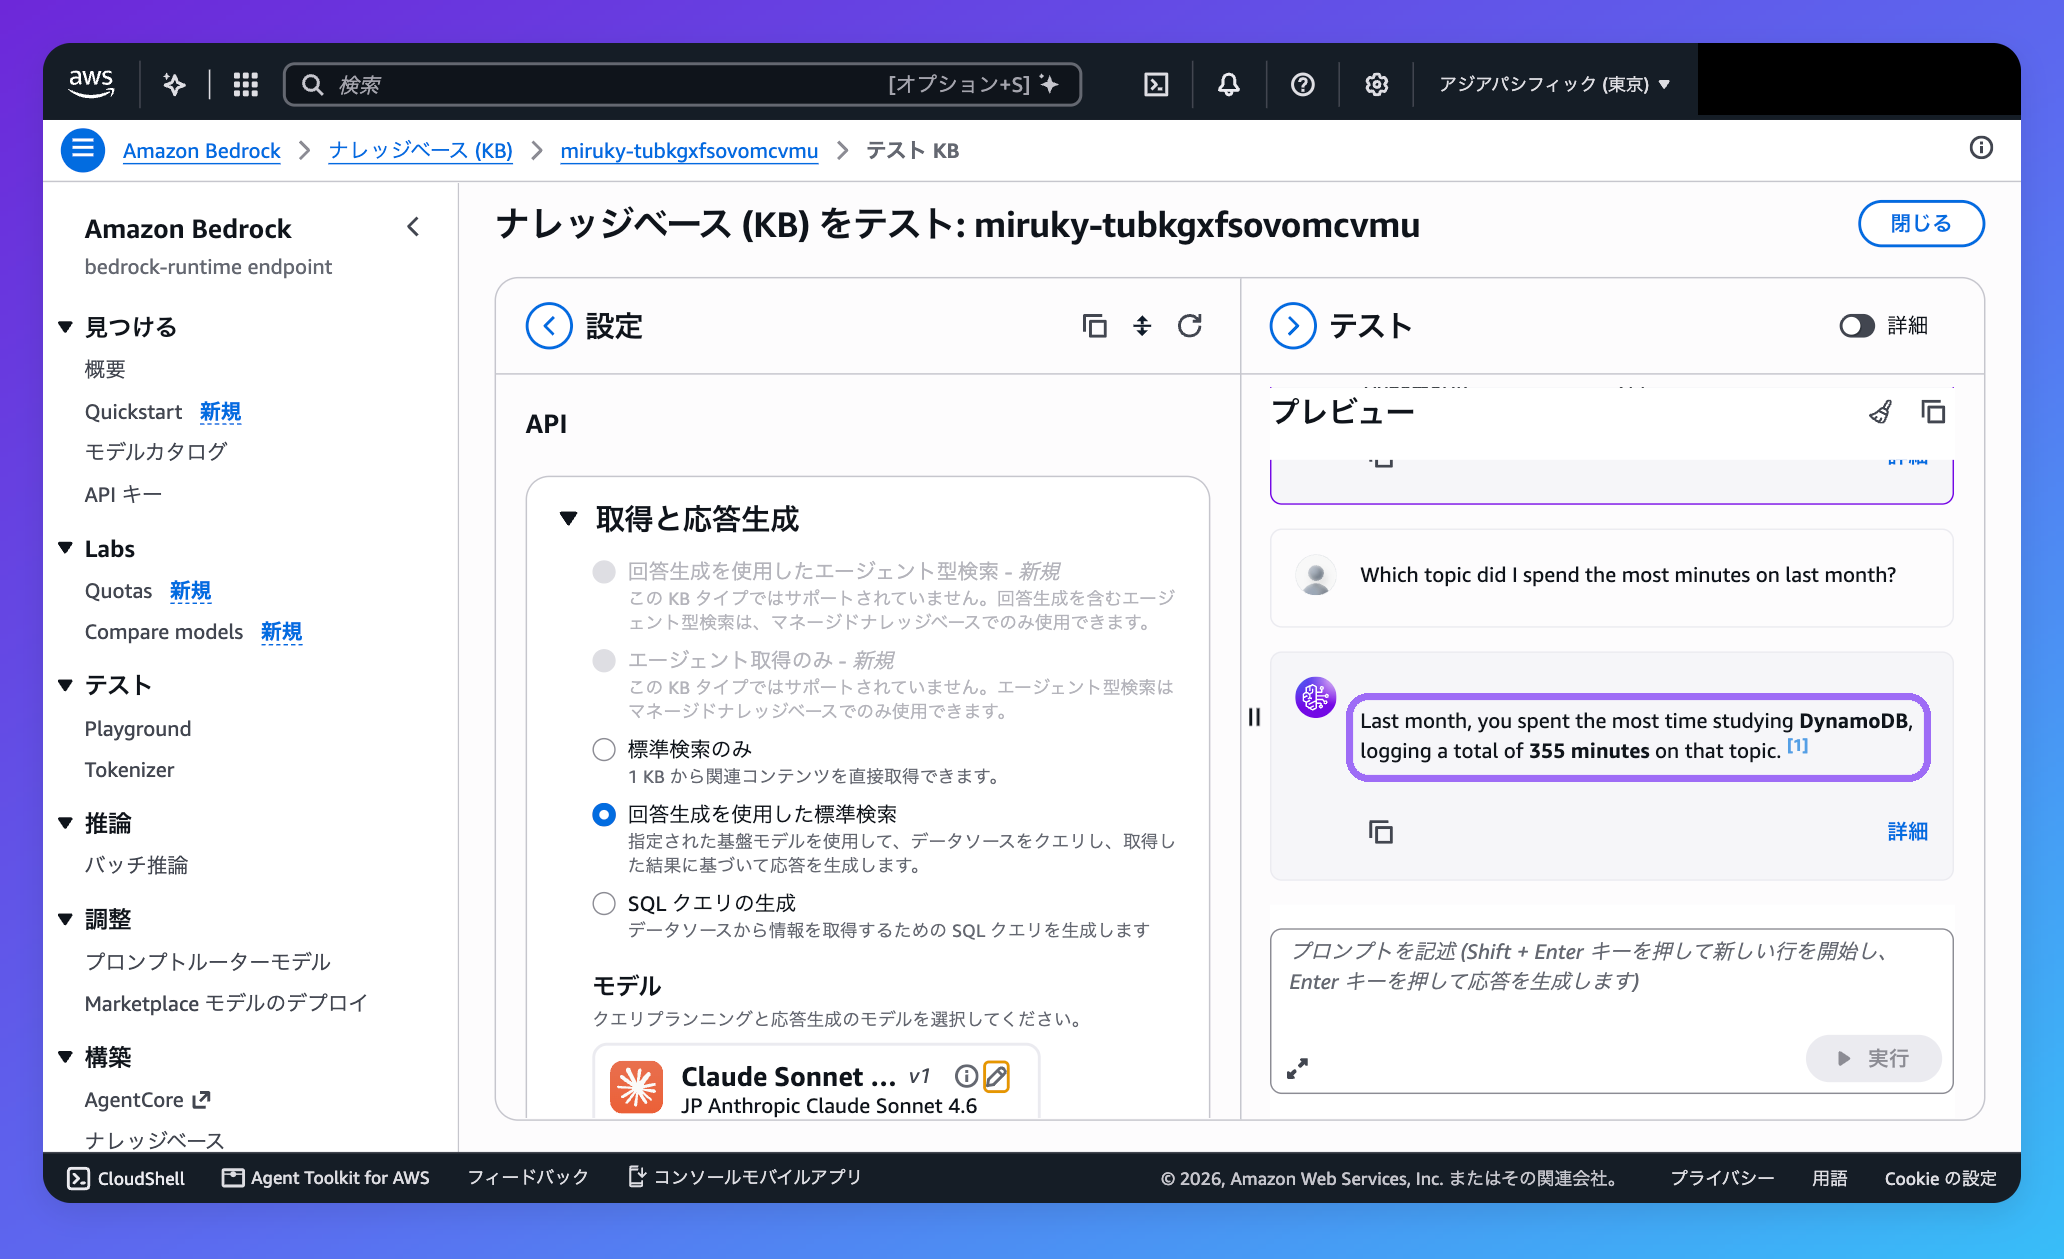 aws
検索
[オプション+S]
アジアパシフィック (東京) ▼
Amazon Bedrock
ナレッジベース (KB)
miruky-tubkgxfsovomcvmu
テスト KB
Amazon Bedrock
bedrock-runtime endpoint
見つける
概要
Quickstart 新規
モデルカタログ
API キー
Labs
Quotas 新規
Compare models 新規
テスト
Playground
Tokenizer
推論
バッチ推論
調整
プロンプトルーターモデル
Marketplace モデルのデプロイ
構築
AgentCore
ナレッジベース
ナレッジベース (KB) をテスト: miruky-tubkgxfsovomcvmu
閉じる
設定
API
取得と応答生成
回答生成を使用したエージェント型検索 - 新規
この KB タイプではサポートされていません。回答生成を含むエージ
ェント型検索は、マネージドナレッジベースでのみ使用できます。
エージェント取得のみ - 新規
この KB タイプではサポートされていません。エージェント型検索は
マネージドナレッジベースでのみ使用できます。
標準検索のみ
1 KB から関連コンテンツを直接取得できます。
回答生成を使用した標準検索
指定された基盤モデルを使用して、データソースをクエリし、取得し
た結果に基づいて応答を生成します。
SQL クエリの生成
データソースから情報を取得するための SQL クエリを生成します
モデル
クエリプランニングと応答生成のモデルを選択してください。
Claude Sonnet ... v1
JP Anthropic Claude Sonnet 4.6
テスト
詳細
プレビュー
Which topic did I spend the most minutes on last month?
Last month, you spent the most time studying DynamoDB,
logging a total of 355 minutes on that topic. [1]
詳細
プロンプトを記述 (Shift + Enter キーを押して新しい行を開始し、
Enter キーを押して応答を生成します)
実行
CloudShell
Agent Toolkit for AWS
フィードバック
コンソールモバイルアプリ
© 2026, Amazon Web Services, Inc. またはその関連会社。
プライバシー
用語
Cookie の設定